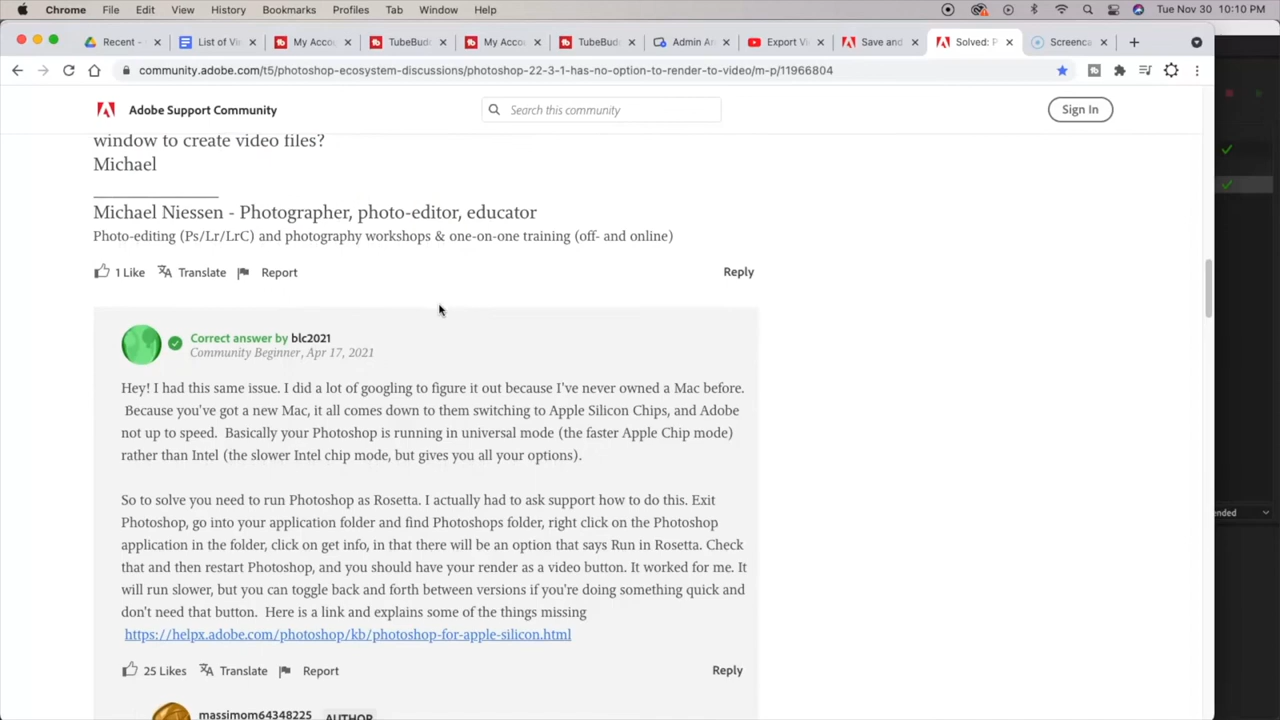 Chrome File Edit View History Bookmarks Profiles Tab Window Help Tue Nov 30 10:10 PM
Recent - List of Vi My Acco TubeBud My Acco TubeBud Admin Ar Export Vi Save and Solved: P Screenca
community.adobe.com/t5/photoshop-ecosystem-discussions/photoshop-22-3-1-has-no-option-to-render-to-video/m-p/11966804
Adobe Support Community
Search this community
Sign In
window to create video files?
Michael
Michael Niessen - Photographer, photo-editor, educator
Photo-editing (Ps/Lr/LrC) and photography workshops & one-on-one training (off- and online)
1 Like Translate Report Reply
Correct answer by blc2021
Community Beginner, Apr 17, 2021
Hey! I had this same issue. I did a lot of googling to figure it out because I've never owned a Mac before.
Because you've got a new Mac, it all comes down to them switching to Apple Silicon Chips, and Adobe
not up to speed. Basically your Photoshop is running in universal mode (the faster Apple Chip mode)
rather than Intel (the slower Intel chip mode, but gives you all your options).
So to solve you need to run Photoshop as Rosetta. I actually had to ask support how to do this. Exit
Photoshop, go into your application folder and find Photoshops folder, right click on the Photoshop
application in the folder, click on get info, in that there will be an option that says Run in Rosetta. Check
that and then restart Photoshop, and you should have your render as a video button. It worked for me. It
will run slower, but you can toggle back and forth between versions if you're doing something quick and
don't need that button. Here is a link and explains some of the things missing
https://helpx.adobe.com/photoshop/kb/photoshop-for-apple-silicon.html
25 Likes Translate Report Reply
massimom64348225 AUTHOR
nded